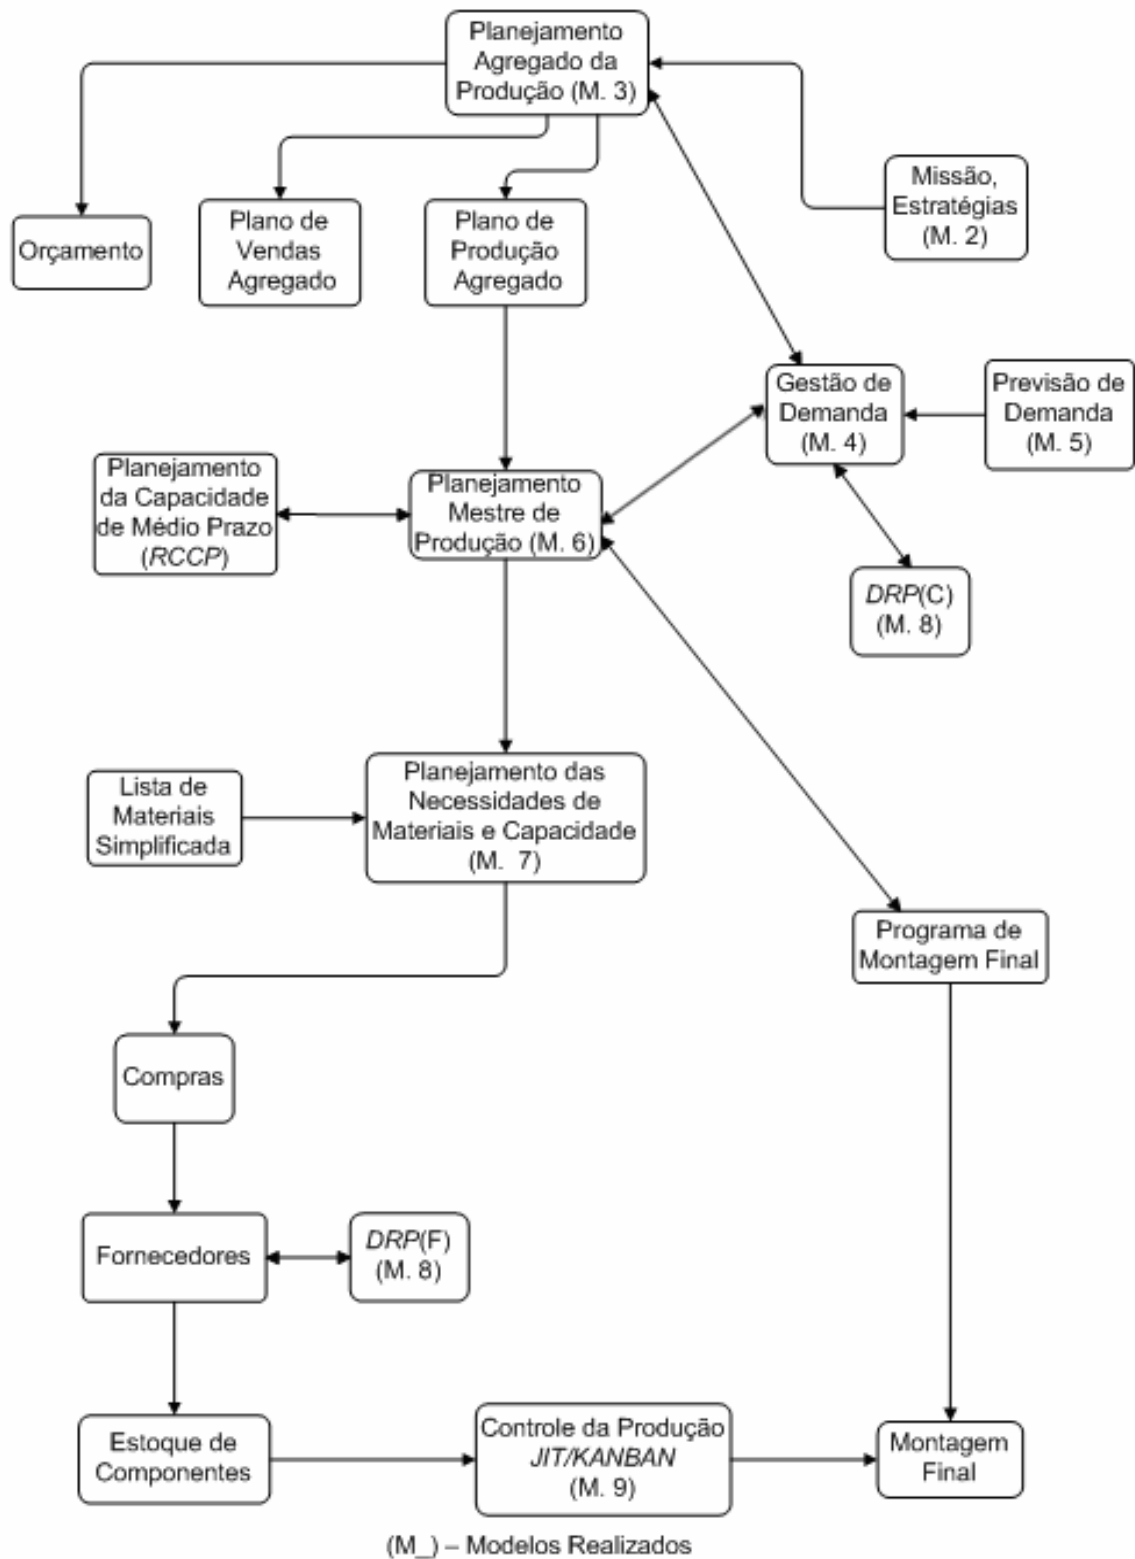 Planejamento
Agregado da
Produção (M. 3)
Missão,
Estratégias
(M. 2)
Orçamento
Plano de
Vendas
Agregado
Plano de
Produção
Agregado
Gestão de
Demanda
(M. 4)
Previsão de
Demanda
(M. 5)
Planejamento
da Capacidade
de Médio Prazo
(RCCP)
Planejamento
Mestre de
Produção (M. 6)
DRP(C)
(M. 8)
Lista de
Materiais
Simplificada
Planejamento das
Necessidades de
Materiais e Capacidade
(M. 7)
Programa de
Montagem Final
Compras
Fornecedores
DRP(F)
(M. 8)
Estoque de
Componentes
Controle da Produção
JIT/KANBAN
(M. 9)
Montagem
Final
(M_) – Modelos Realizados